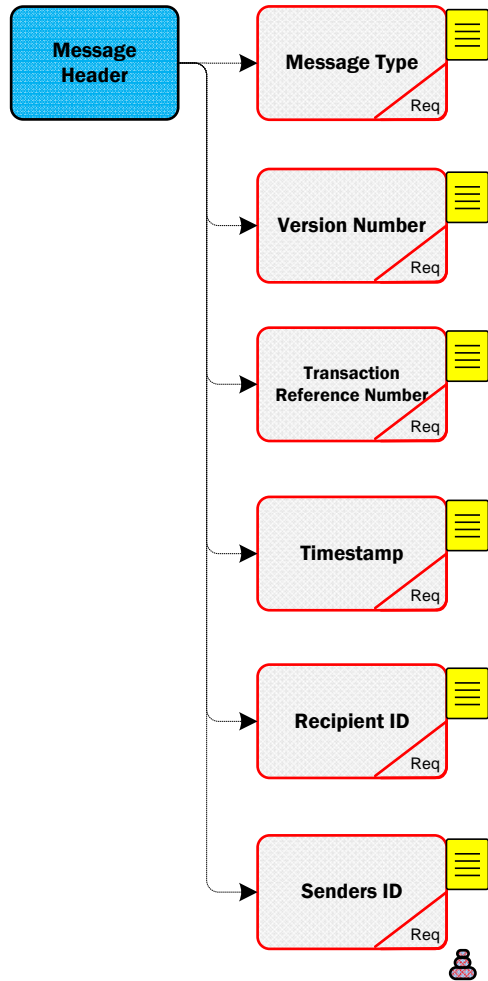 Message
Header
Message Type
Req
Version Number
Req
Transaction
Reference Number
Req
Timestamp
Req
Recipient ID
Req
Senders ID
Req